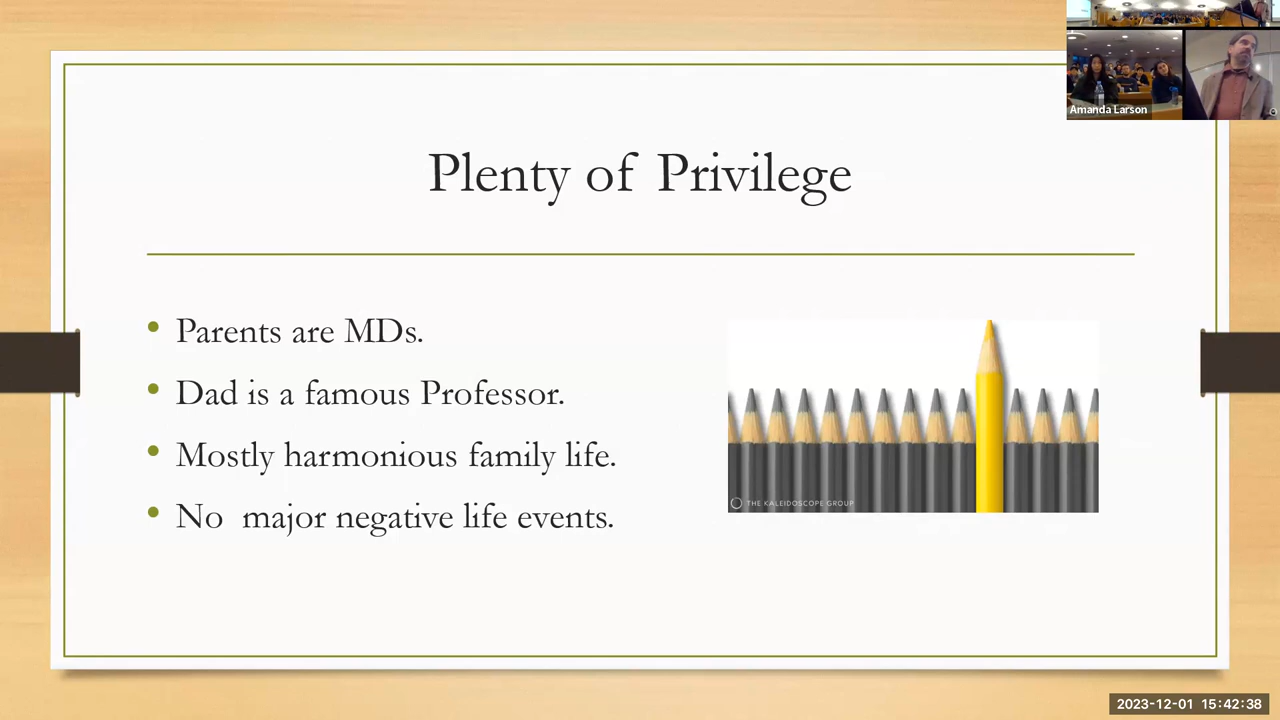 Amanda Larson
Plenty of Privilege
• Parents are MDs.
• Dad is a famous Professor.
• Mostly harmonious family life.
• No  major negative life events.
THE KALEIDOSCOPE GROUP
2023-12-01 15:42:38